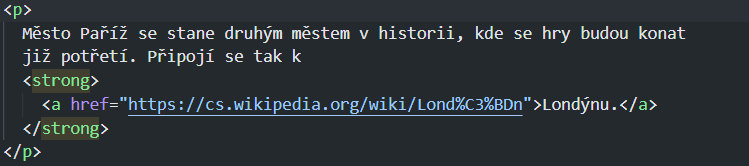 <p>
Město Paříž se stane druhým městem v historii, kde se hry budou konat
již potřetí. Připojí se tak k
<strong>
<a href="https://cs.wikipedia.org/wiki/Lond%C3%BDn">Londýnu.</a>
</strong>
</p>